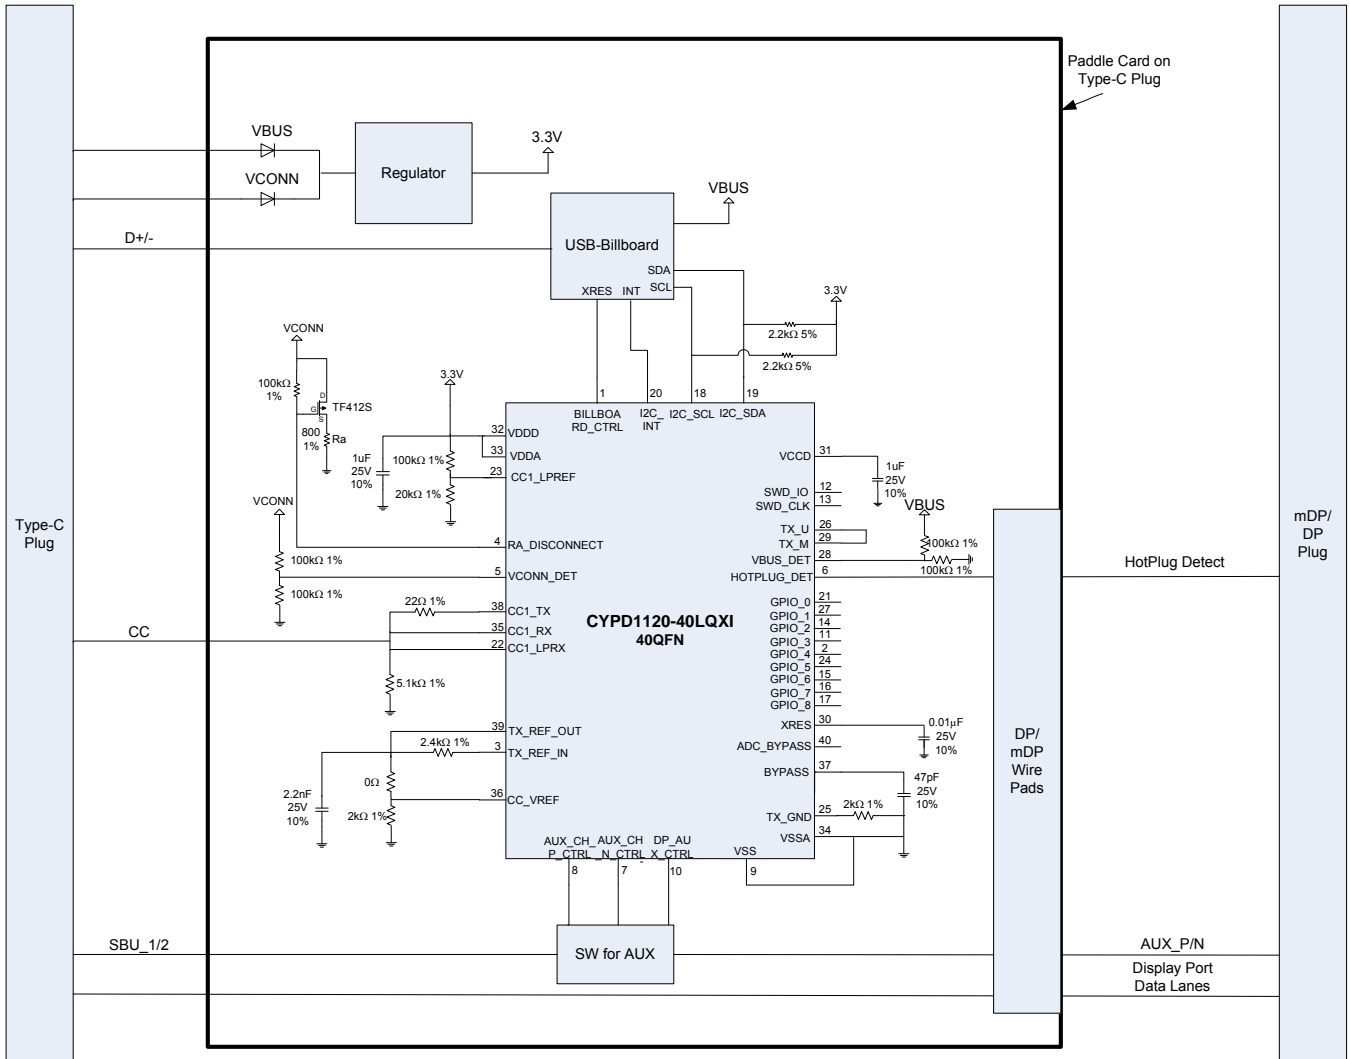 Paddle Card on
Type-C Plug
VBUS
VCONN
Regulator
3.3V
VBUS
D+/-
USB-Billboard
SDA
SCL
XRES
INT
3.3V
2.2kΩ 5%
2.2kΩ 5%
VCONN
100kΩ
1%
D
G
S
TF412S
800
1%
Ra
3.3V
1uF
25V
10%
100kΩ 1%
20kΩ 1%
1
20
18
19
BILLBOA
RD_CTRL
I2C_
INT
I2C_SCL
I2C_SDA
32
VDDD
33
VDDA
23
CC1_LPREF
VCONN
100kΩ 1%
100kΩ 1%
4
RA_DISCONNECT
5
VCONN_DET
22Ω 1%
38
CC1_TX
35
CC1_RX
22
CC1_LPRX
CC
5.1kΩ 1%
39
TX_REF_OUT
2.4kΩ 1%
3
TX_REF_IN
0Ω
2.2nF
25V
10%
2kΩ 1%
36
CC_VREF
CYPD1120-40LQXI
40QFN
VCCD
31
1uF
25V
10%
SWD_IO
12
SWD_CLK
13
TX_U
26
TX_M
29
VBUS_DET
28
HOTPLUG_DET
6
VBUS
100kΩ 1%
100kΩ 1%
GPIO_0
21
GPIO_1
27
GPIO_2
14
GPIO_3
11
GPIO_4
2
GPIO_5
24
GPIO_6
15
GPIO_7
16
GPIO_8
17
XRES
30
0.01µF
25V
10%
ADC_BYPASS
40
BYPASS
37
47pF
25V
10%
TX_GND
25
2kΩ 1%
VSSA
34
AUX_CH_
P_CTRL
AUX_CH
_N_CTRL
DP_AU
X_CTRL
VSS
8
7
10
9
SW for AUX
SBU_1/2
Type-C
Plug
DP/
mDP
Wire
Pads
mDP/
DP
Plug
HotPlug Detect
AUX_P/N
Display Port
Data Lanes